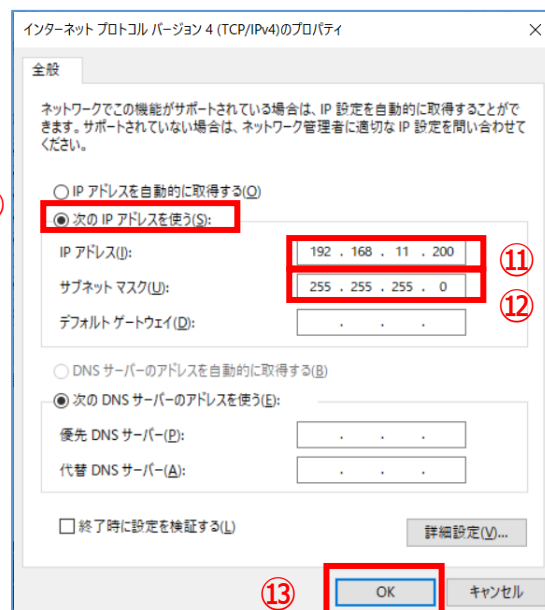 インターネット プロトコル バージョン 4 (TCP/IPv4)のプロパティ
全般
ネットワークでこの機能がサポートされている場合は、IP 設定を自動的に取得することがで
きます。サポートされていない場合は、ネットワーク管理者に適切な IP 設定を問い合わせて
ください。
IP アドレスを自動的に取得する(O)
次の IP アドレスを使う(S):
IP アドレス(I): 192 . 168 . 11 . 200 ⑪
サブネット マスク(U): 255 . 255 . 255 . 0 ⑫
デフォルト ゲートウェイ(D): . . .
DNS サーバーのアドレスを自動的に取得する(B)
次の DNS サーバーのアドレスを使う(E):
優先 DNS サーバー(P): . . .
代替 DNS サーバー(A): . . .
終了時に設定を検証する(L)
詳細設定(V)...
⑬ OK キャンセル